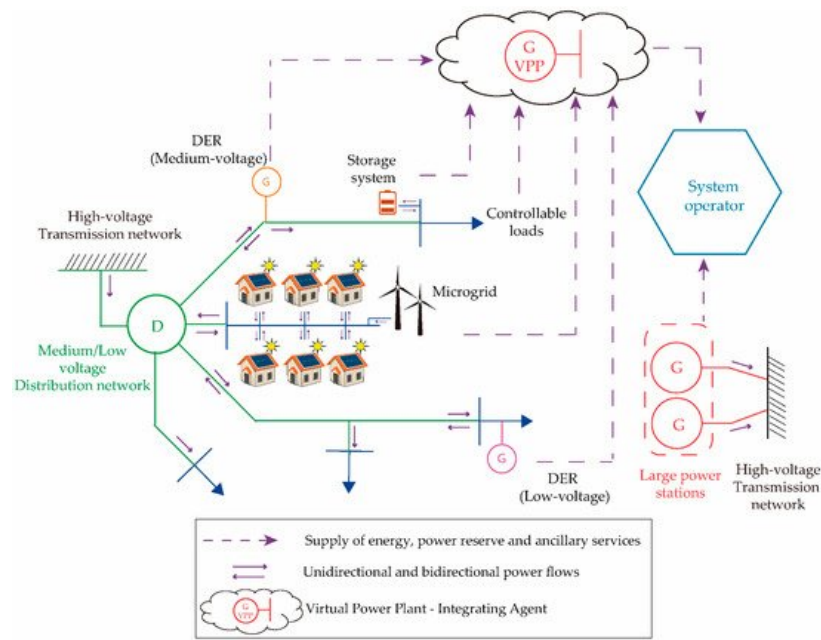 G
VPP
DER
(Medium-voltage)
Storage
system
G
System
operator
High-voltage
Transmission network
Controllable
loads
Microgrid
D
Medium/Low
voltage
Distribution network
G
G
G
DER
(Low-voltage)
Large power
stations
High-voltage
Transmission
network
Supply of energy, power reserve and ancillary services
Unidirectional and bidirectional power flows
G
VPP
Virtual Power Plant - Integrating Agent